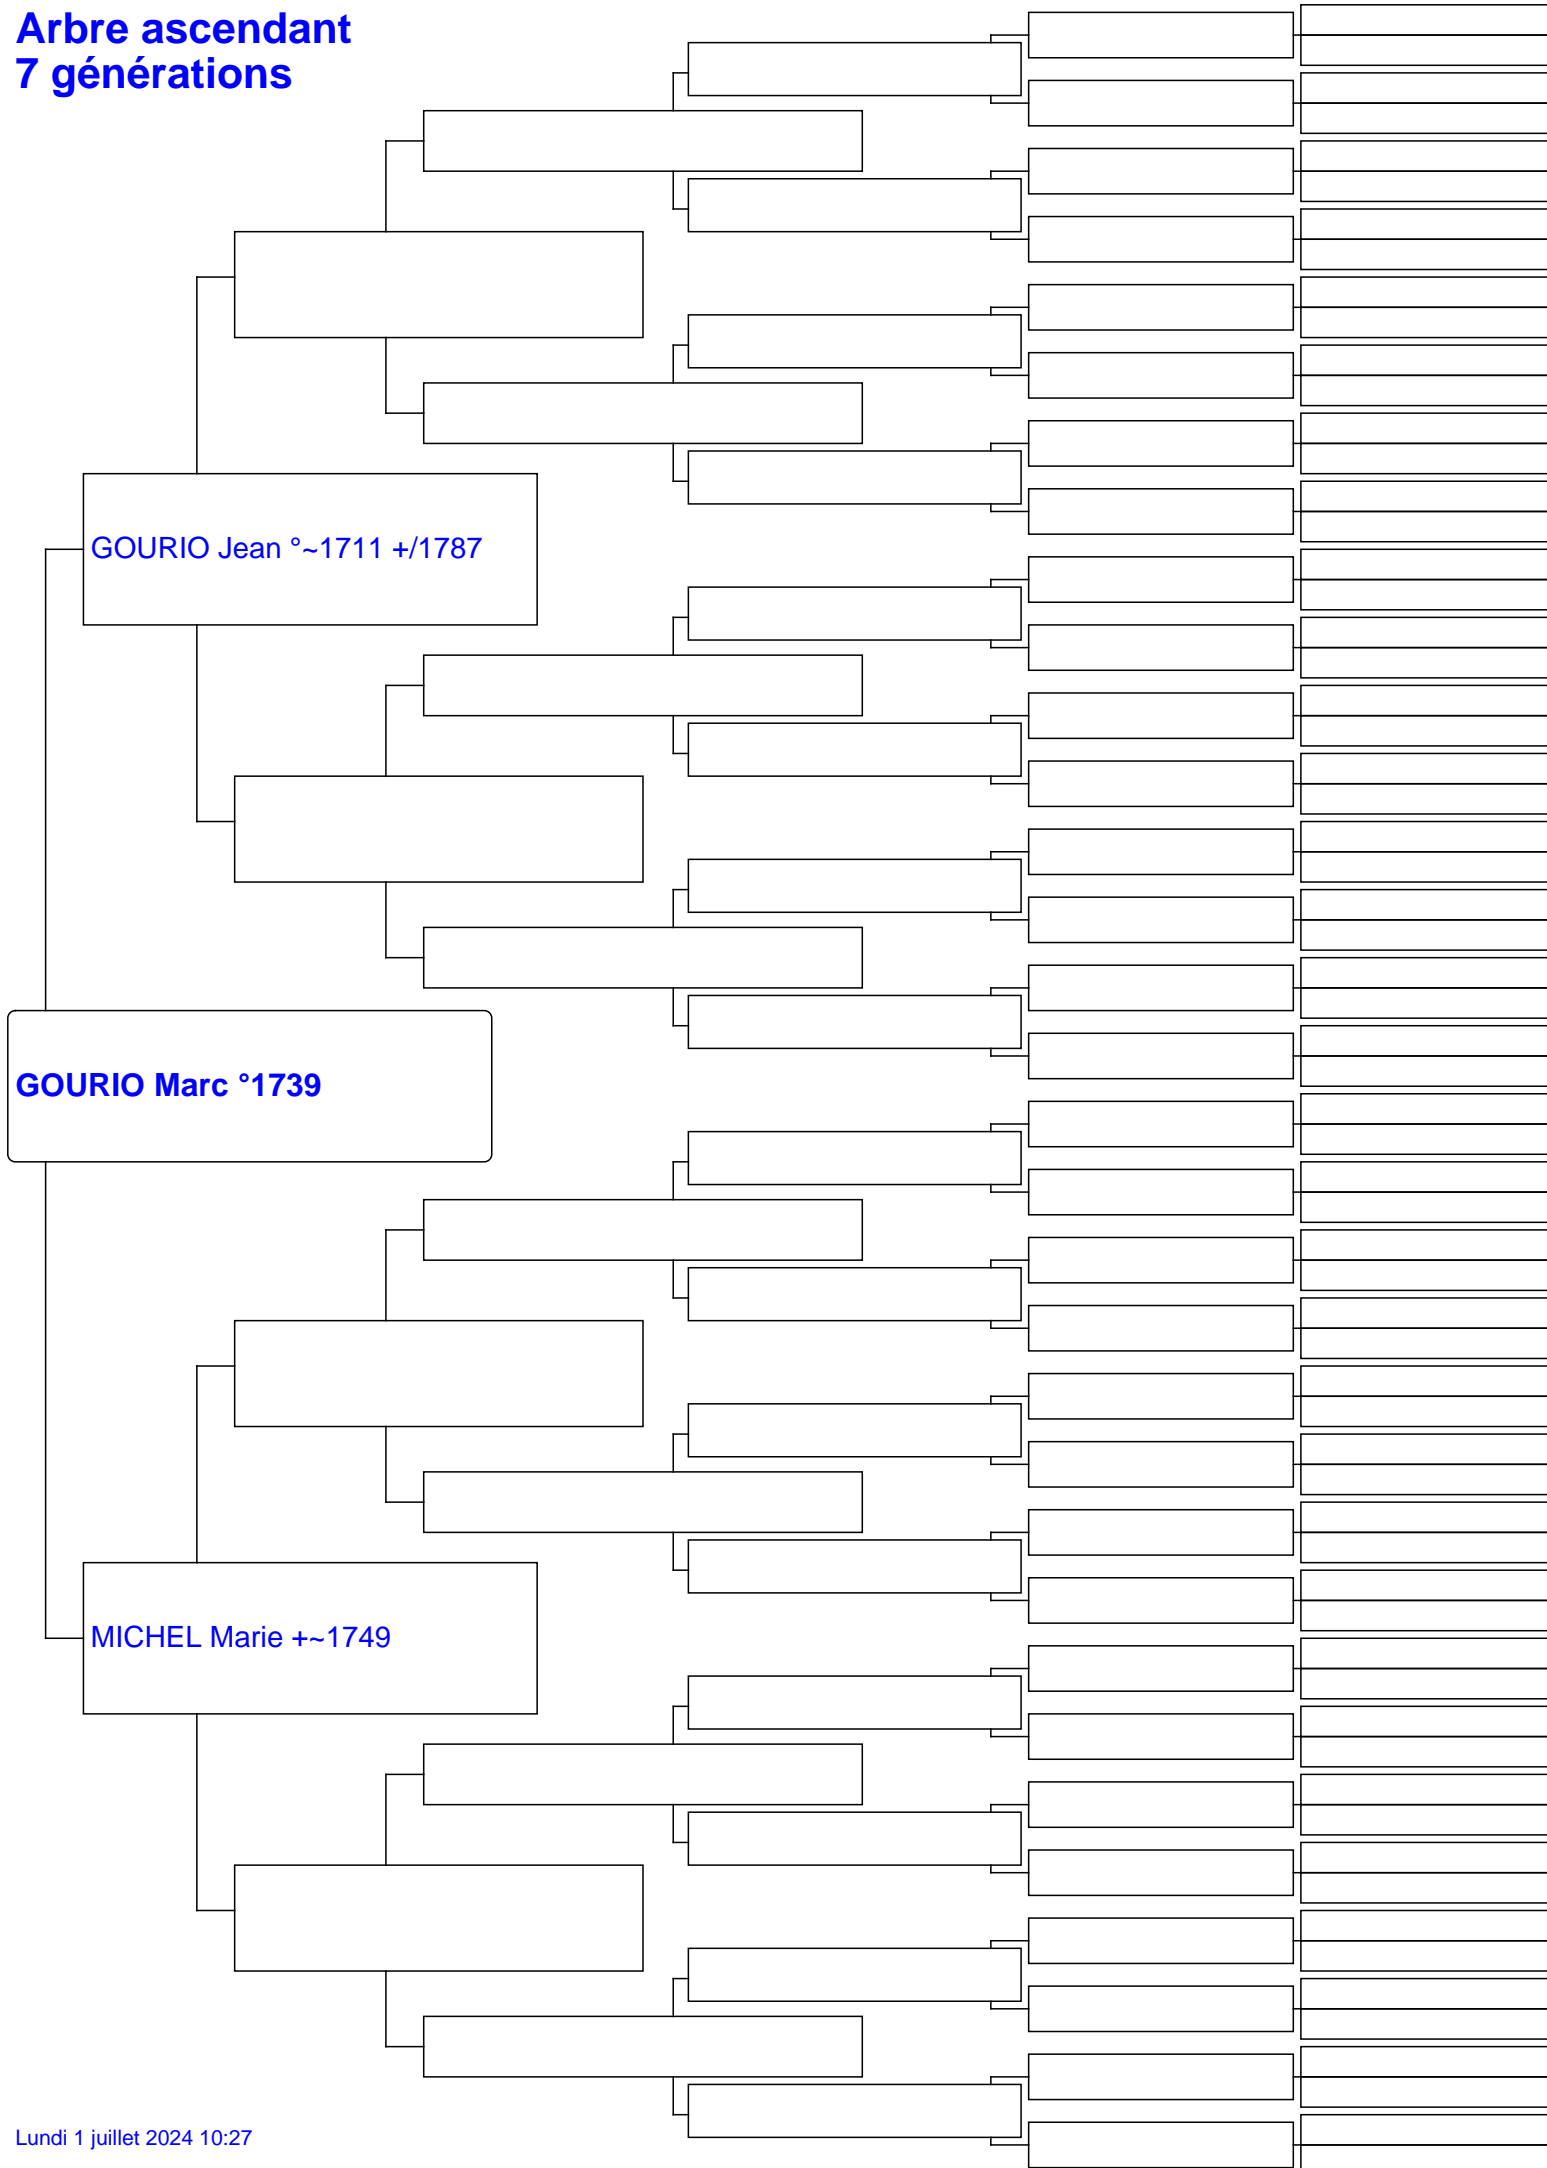 Arbre ascendant
7 générations
GOURIO Jean °~1711 +/1787
GOURIO Marc °1739
MICHEL Marie +~1749
Lundi 1 juillet 2024 10:27